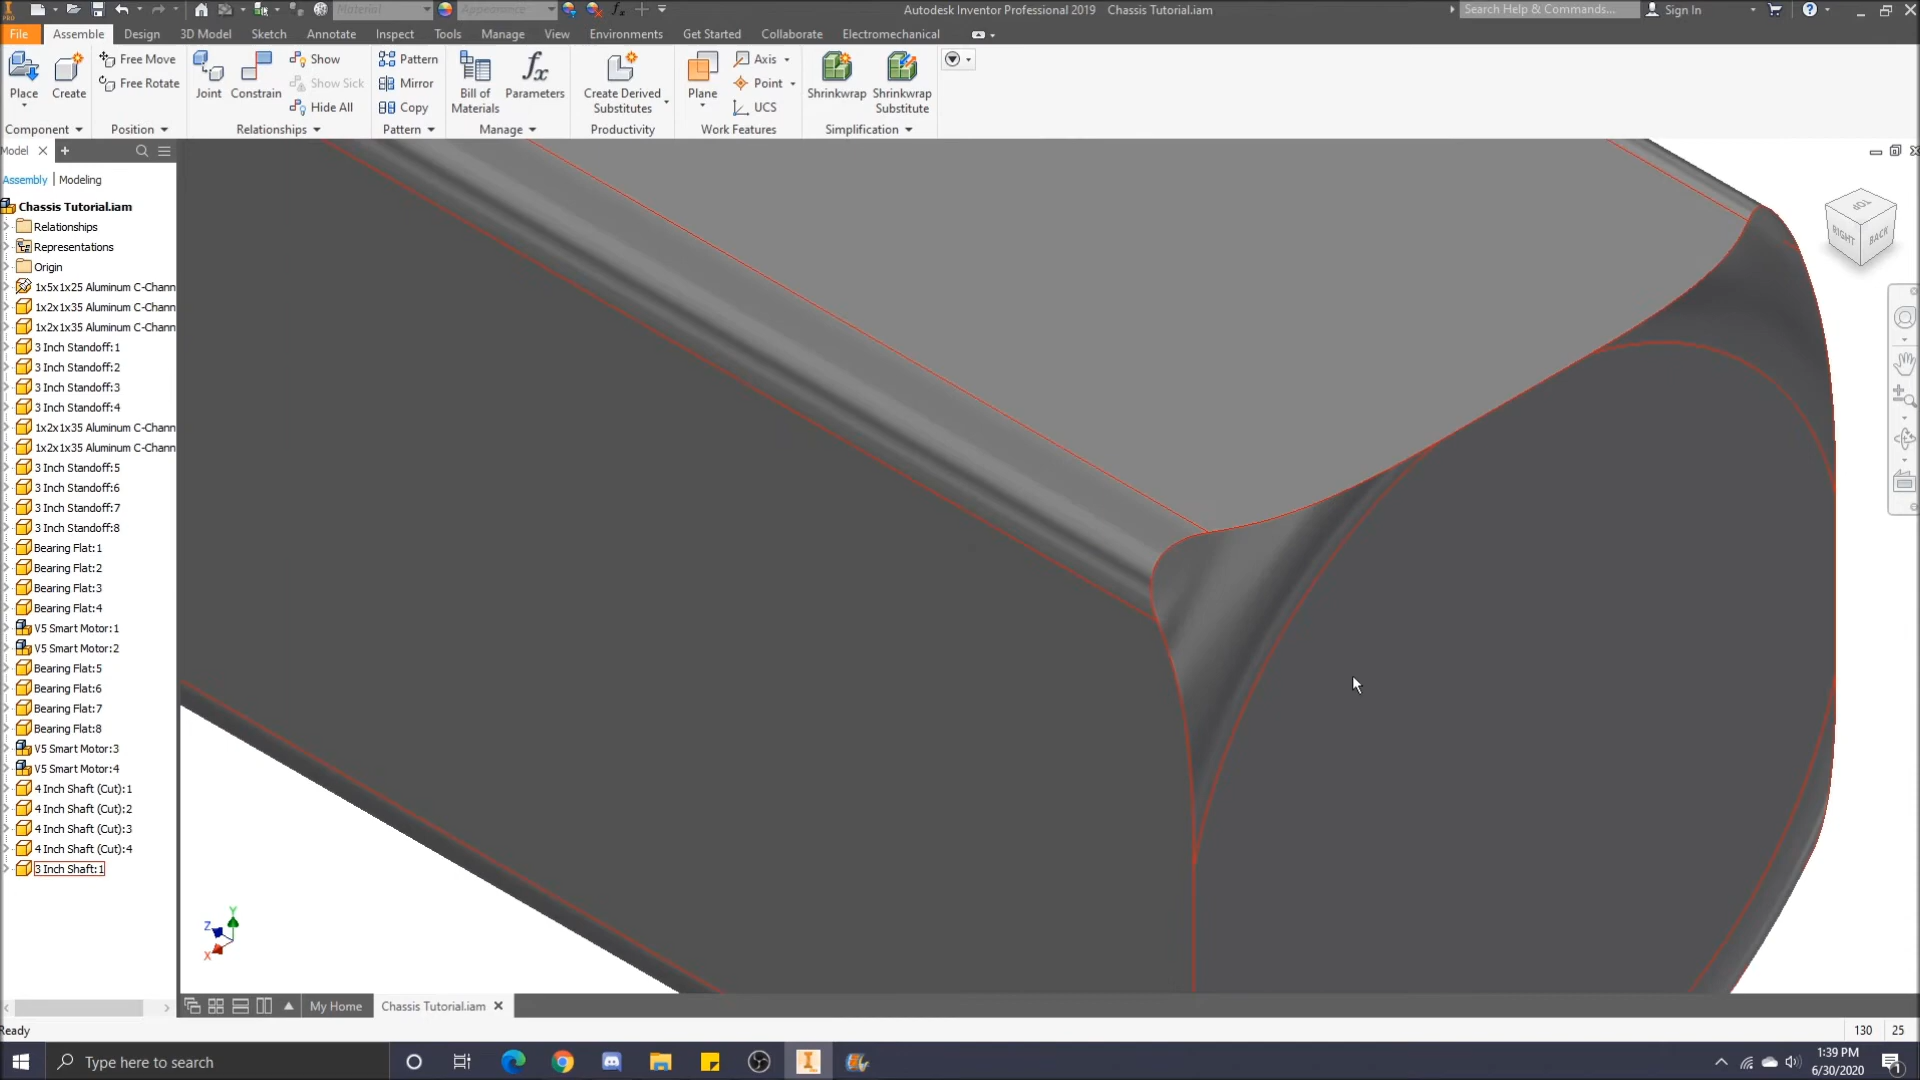 PRO
Material
Appearance
Autodesk Inventor Professional 2019 Chassis Tutorial.iam
Search Help & Commands...
Sign In
File Assemble Design 3D Model Sketch Annotate Inspect Tools Manage View Environments Get Started Collaborate Electromechanical
Place
Create
Free Move
Free Rotate
Joint
Constrain
Show
Show Sick
Hide All
Pattern
Mirror
Copy
Bill of
Materials
Parameters
Create Derived
Substitutes
Plane
Axis
Point
UCS
Shrinkwrap
Shrinkwrap
Substitute
Component Position Relationships Pattern Manage Productivity Work Features Simplification
Model
Assembly Modeling
Chassis Tutorial.iam
Relationships
Representations
Origin
1x5x1x25 Aluminum C-Chann
1x2x1x35 Aluminum C-Chann
1x2x1x35 Aluminum C-Chann
3 Inch Standoff:1
3 Inch Standoff:2
3 Inch Standoff:3
3 Inch Standoff:4
1x2x1x35 Aluminum C-Chann
1x2x1x35 Aluminum C-Chann
3 Inch Standoff:5
3 Inch Standoff:6
3 Inch Standoff:7
3 Inch Standoff:8
Bearing Flat:1
Bearing Flat:2
Bearing Flat:3
Bearing Flat:4
V5 Smart Motor:1
V5 Smart Motor:2
Bearing Flat:5
Bearing Flat:6
Bearing Flat:7
Bearing Flat:8
V5 Smart Motor:3
V5 Smart Motor:4
4 Inch Shaft (Cut):1
4 Inch Shaft (Cut):2
4 Inch Shaft (Cut):3
4 Inch Shaft (Cut):4
3 Inch Shaft:1
TOP
RIGHT
BACK
Y
Z
X
My Home
Chassis Tutorial.iam
Ready
130 25
Type here to search
1:39 PM
6/30/2020
1